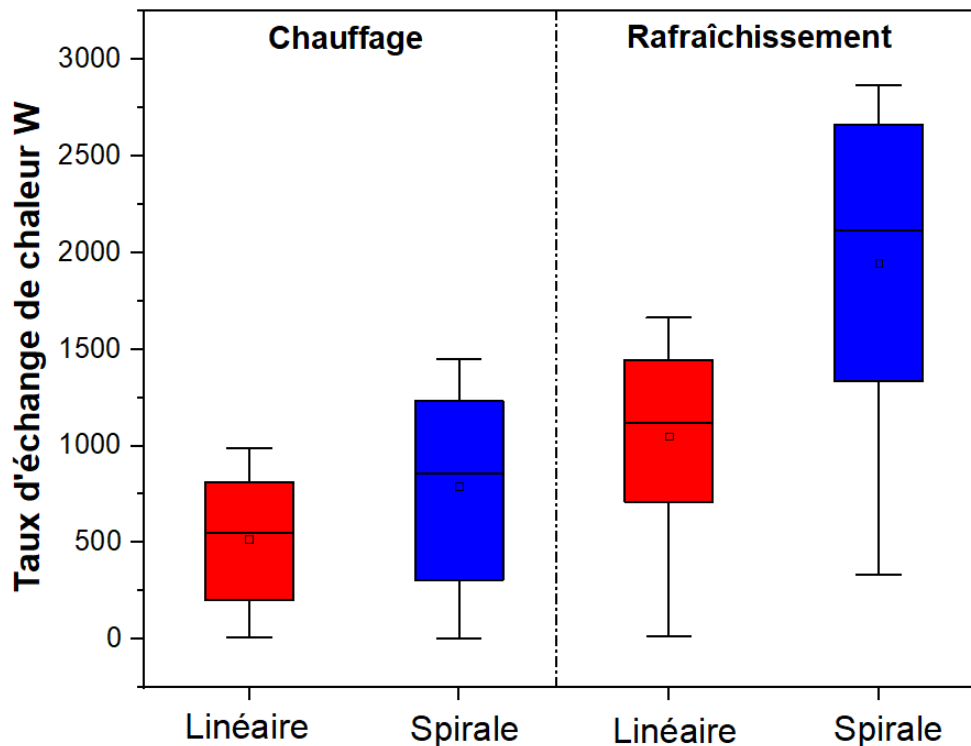 Chauffage
Rafraîchissement
Taux d'échange de chaleur W
3000
2500
2000
1500
1000
500
0
Linéaire
Spirale
Linéaire
Spirale